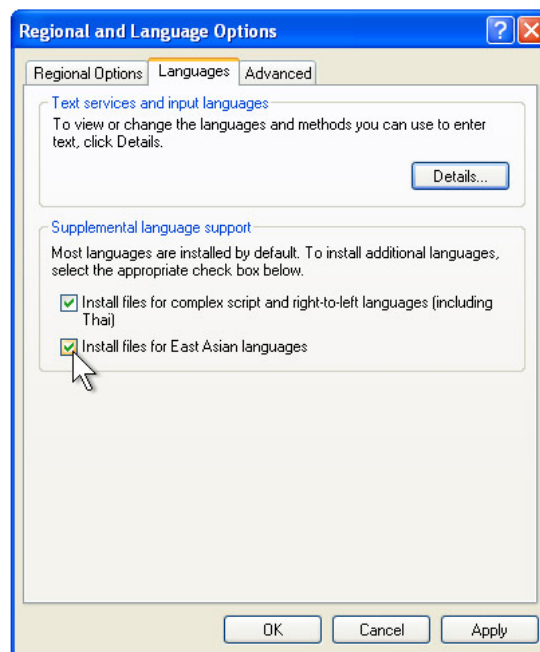 Regional and Language Options
Regional Options Languages Advanced
Text services and input languages
To view or change the languages and methods you can use to enter
text, click Details.
Details...
Supplemental language support
Most languages are installed by default. To install additional languages,
select the appropriate check box below.
Install files for complex script and right-to-left languages (including
Thai)
Install files for East Asian languages
OK Cancel Apply